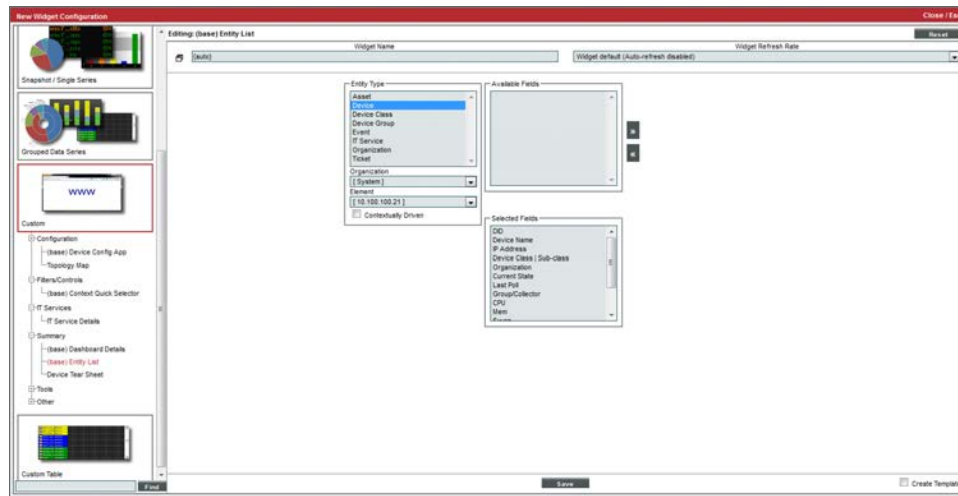 New Widget Configuration
Close / Esc
Editing: (base) Entity List
Reset
Widget Name
Widget Refresh Rate
{auto}
Widget default (Auto-refresh disabled)
Snapshot / Single Series
Grouped Data Series
WWW
Custom
Configuration
(base) Device Config App
Topology Map
Filters/Controls
(base) Context Quick Selector
IT Services
IT Service Details
Summary
(base) Dashboard Details
(base) Entity List
Device Tear Sheet
Tools
Other
Custom Table
Find
Entity Type
Asset
Device
Device Class
Device Group
Event
IT Service
Organization
Ticket
Organization
[ System ]
Element
[ 10.100.100.21 ]
Contextually Driven
Available Fields
»
«
Selected Fields
DID
Device Name
IP Address
Device Class | Sub-class
Organization
Current State
Last Poll
Group/Collector
CPU
Mem
Save
Create Template